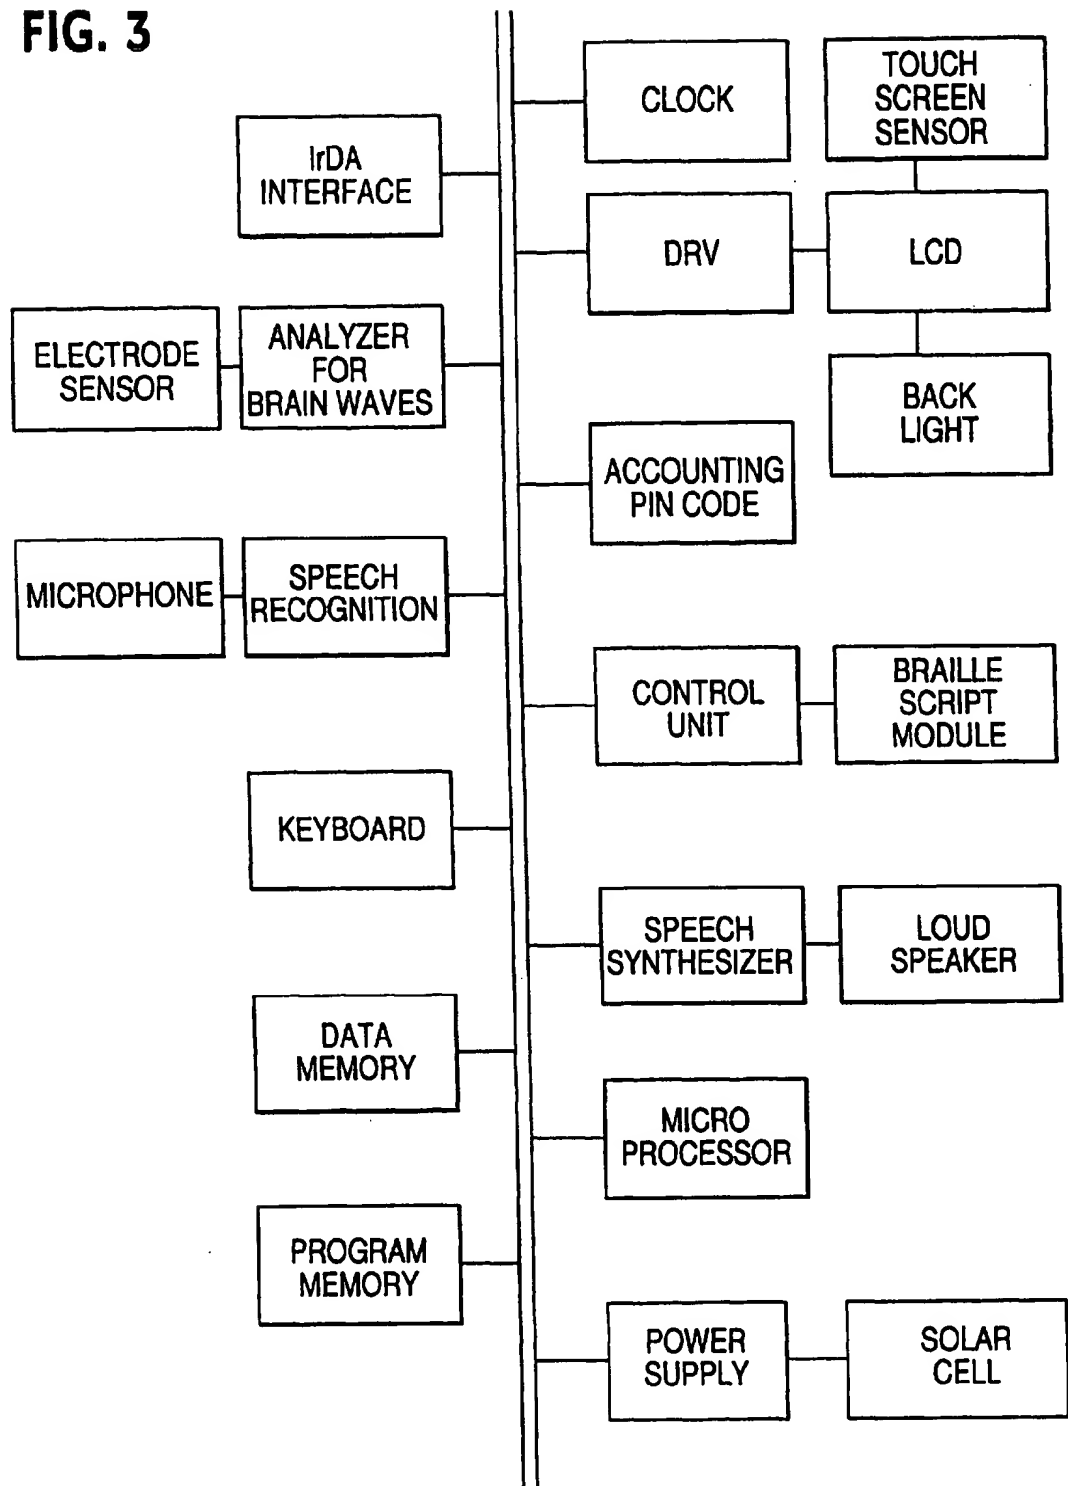 FIG. 3
CLOCK
TOUCH
SCREEN
SENSOR
IrDA
INTERFACE
DRV
LCD
ELECTRODE
SENSOR
ANALYZER
FOR
BRAIN WAVES
BACK
LIGHT
ACCOUNTING
PIN CODE
MICROPHONE
SPEECH
RECOGNITION
CONTROL
UNIT
BRAILLE
SCRIPT
MODULE
KEYBOARD
SPEECH
SYNTHESIZER
LOUD
SPEAKER
DATA
MEMORY
MICRO
PROCESSOR
PROGRAM
MEMORY
POWER
SUPPLY
SOLAR
CELL